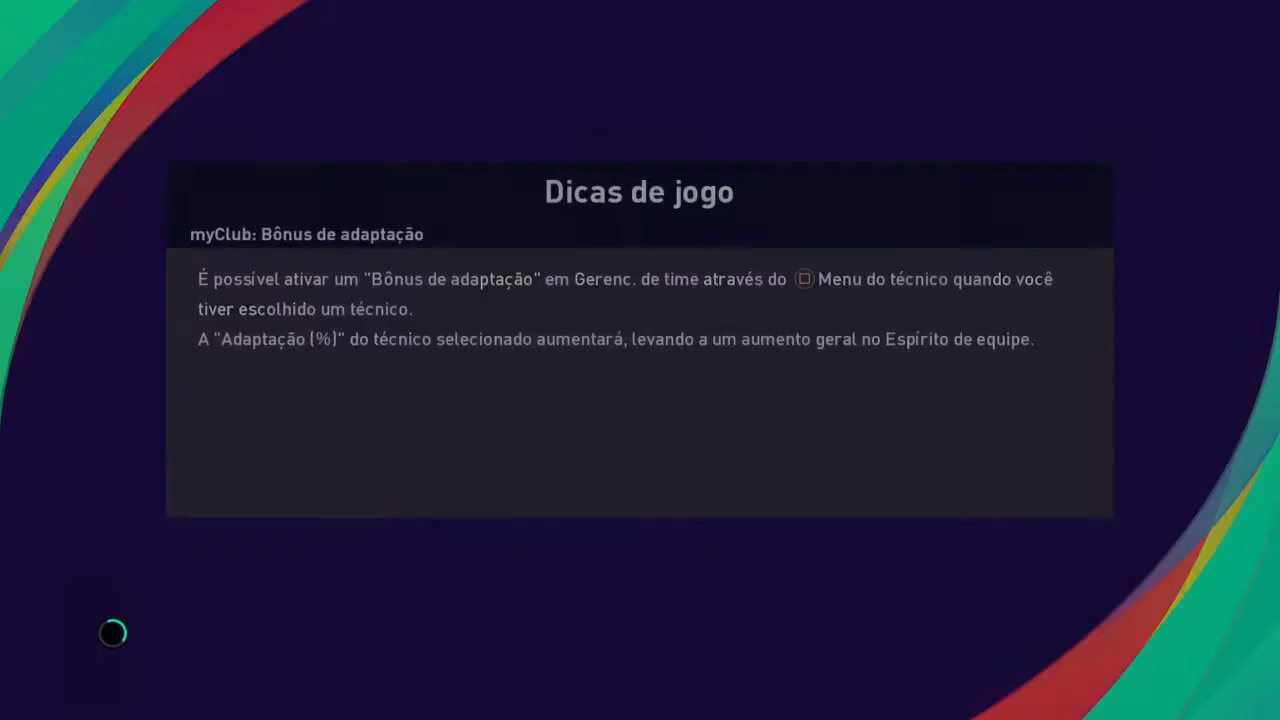 Dicas de jogo
myClub: Bônus de adaptação
É possível ativar um "Bônus de adaptação" em Gerenc. de time através do Menu do técnico quando você
tiver escolhido um técnico.
A "Adaptação (%)" do técnico selecionado aumentará, levando a um aumento geral no Espírito de equipe.